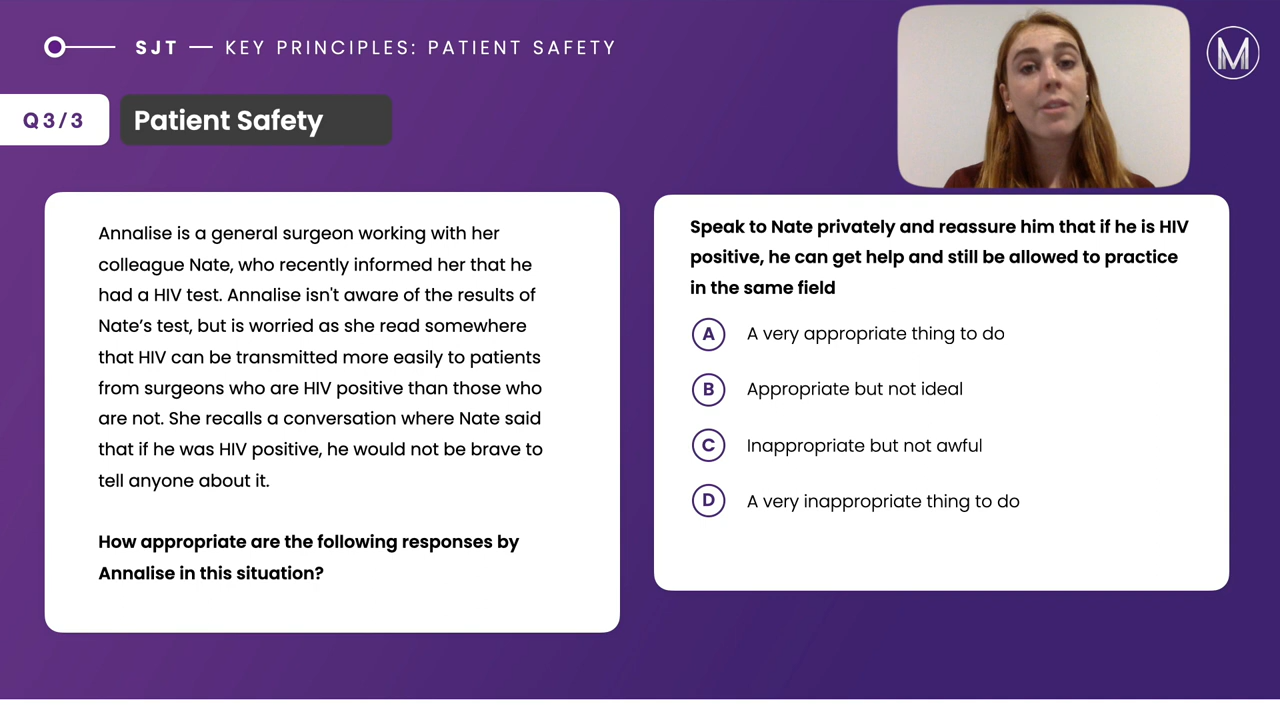 SJT — KEY PRINCIPLES: PATIENT SAFETY
Q3/3
Patient Safety
Annalise is a general surgeon working with her
colleague Nate, who recently informed her that he
had a HIV test. Annalise isn't aware of the results of
Nate’s test, but is worried as she read somewhere
that HIV can be transmitted more easily to patients
from surgeons who are HIV positive than those who
are not. She recalls a conversation where Nate said
that if he was HIV positive, he would not be brave to
tell anyone about it.
How appropriate are the following responses by
Annalise in this situation?
Speak to Nate privately and reassure him that if he is HIV
positive, he can get help and still be allowed to practice
in the same field
A A very appropriate thing to do
B Appropriate but not ideal
C Inappropriate but not awful
D A very inappropriate thing to do
M